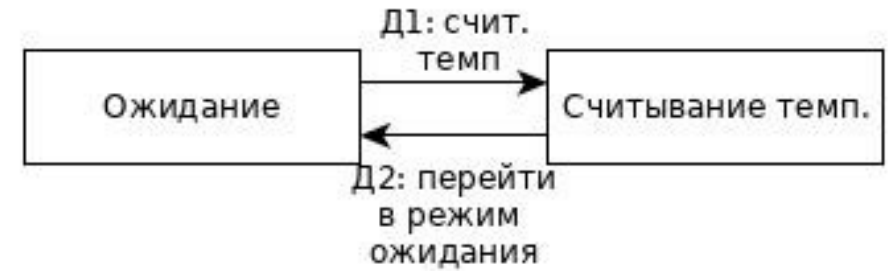 Д1: счит.
темп
Ожидание
Считывание темп.
Д2: перейти
в режим
ожидания